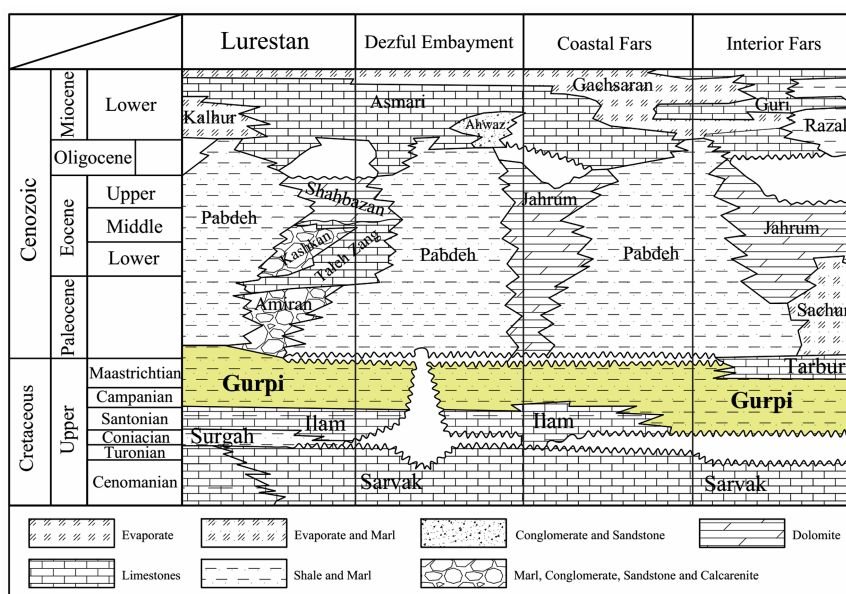 Lurestan
Dezful Embayment
Coastal Fars
Interior Fars
Cenozoic
Miocene
Lower
Oligocene
Eocene
Upper
Middle
Lower
Paleocene
Cretaceous
Upper
Maastrichtian
Campanian
Santonian
Coniacian
Turonian
Cenomanian
Kalhur
Asmari
Ahwaz
Gachsaran
Guri
Razak
Pabdeh
Shahbazan
Kashkan
Taleh Zang
Amiran
Pabdeh
Jahrum
Pabdeh
Jahrum
Sachun
Tarbur
Gurpi
Gurpi
Surgah
Ilam
Ilam
Sarvak
Sarvak
Evaporate
Evaporate and Marl
Conglomerate and Sandstone
Dolomite
Limestones
Shale and Marl
Marl, Conglomerate, Sandstone and Calcarenite